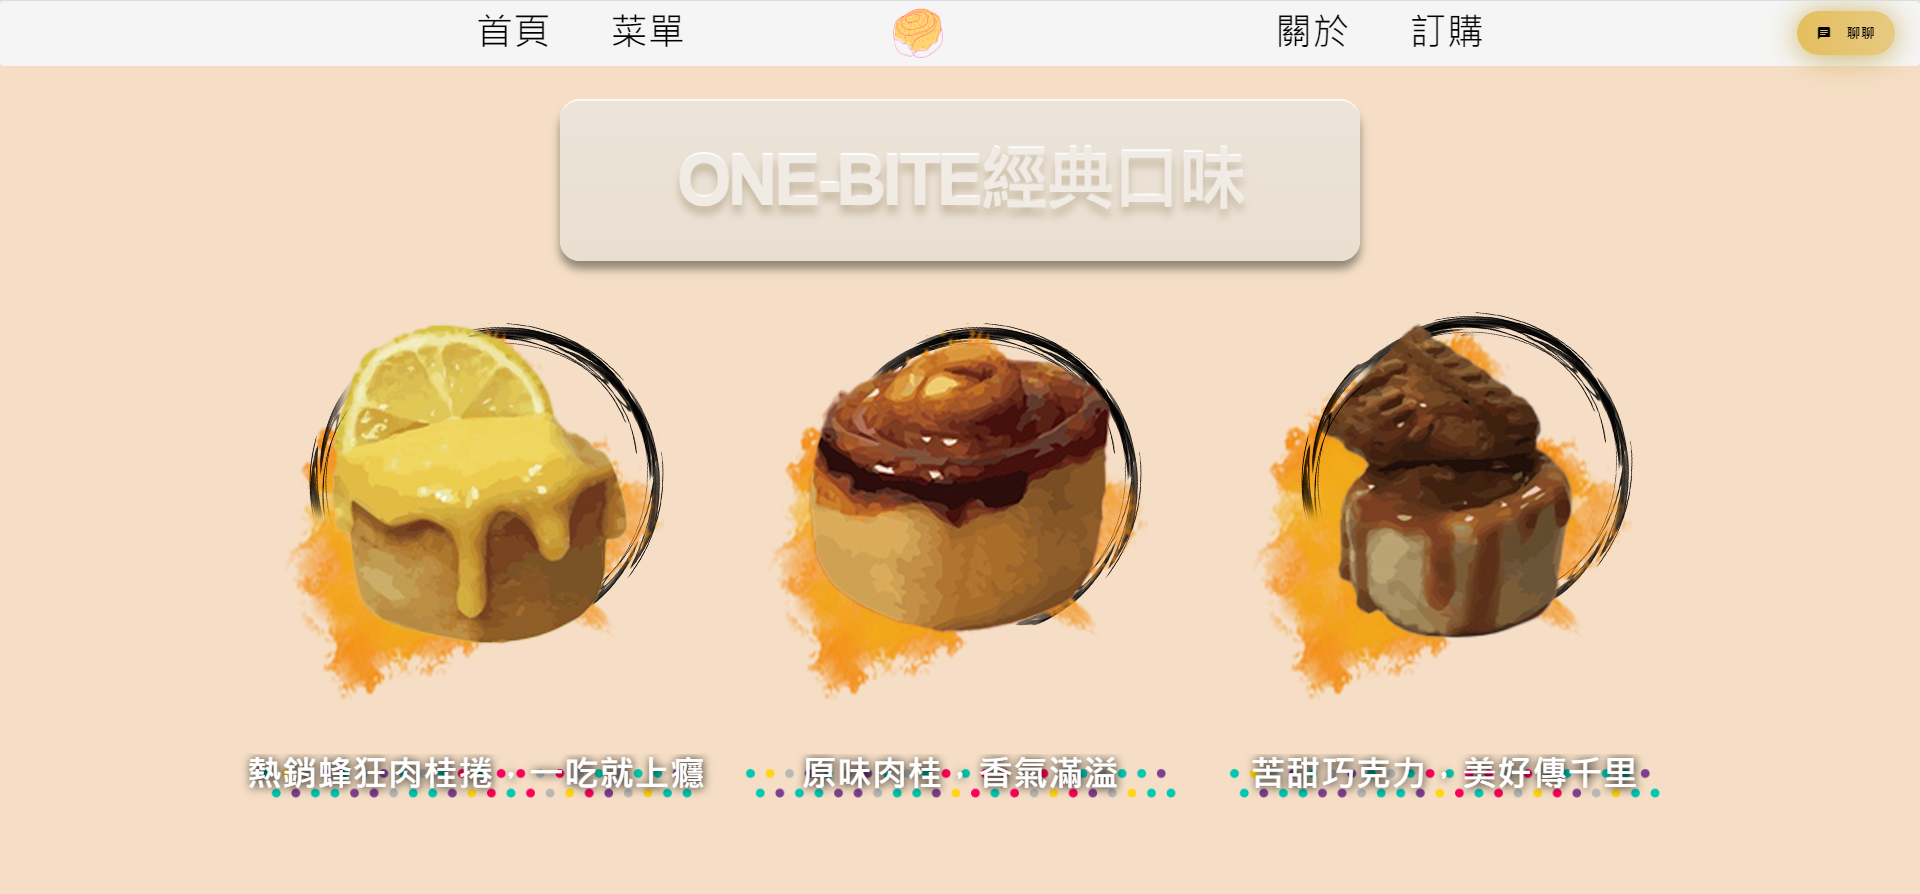 首頁
菜單
關於
訂購
聊聊
ONE-BITE經典口味
熱銷蜂狂肉桂捲，一吃就上癮
原味肉桂，香氣滿溢
苦甜巧克力，美好傳千里